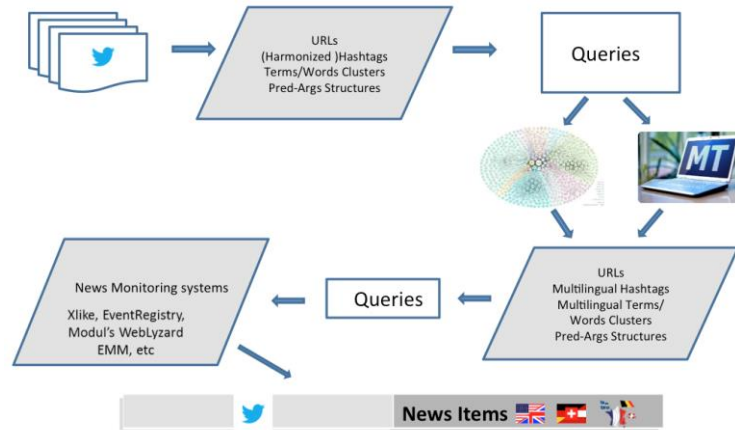 URLs
(Harmonized )Hashtags
Terms/Words Clusters
Pred-Args Structures
Queries
MT
URLs
Multilingual Hashtags
Multilingual Terms/
Words Clusters
Pred-Args Structures
Queries
News Monitoring systems
Xlike, EventRegistry,
Modul's WebLyzard
EMM, etc
News Items